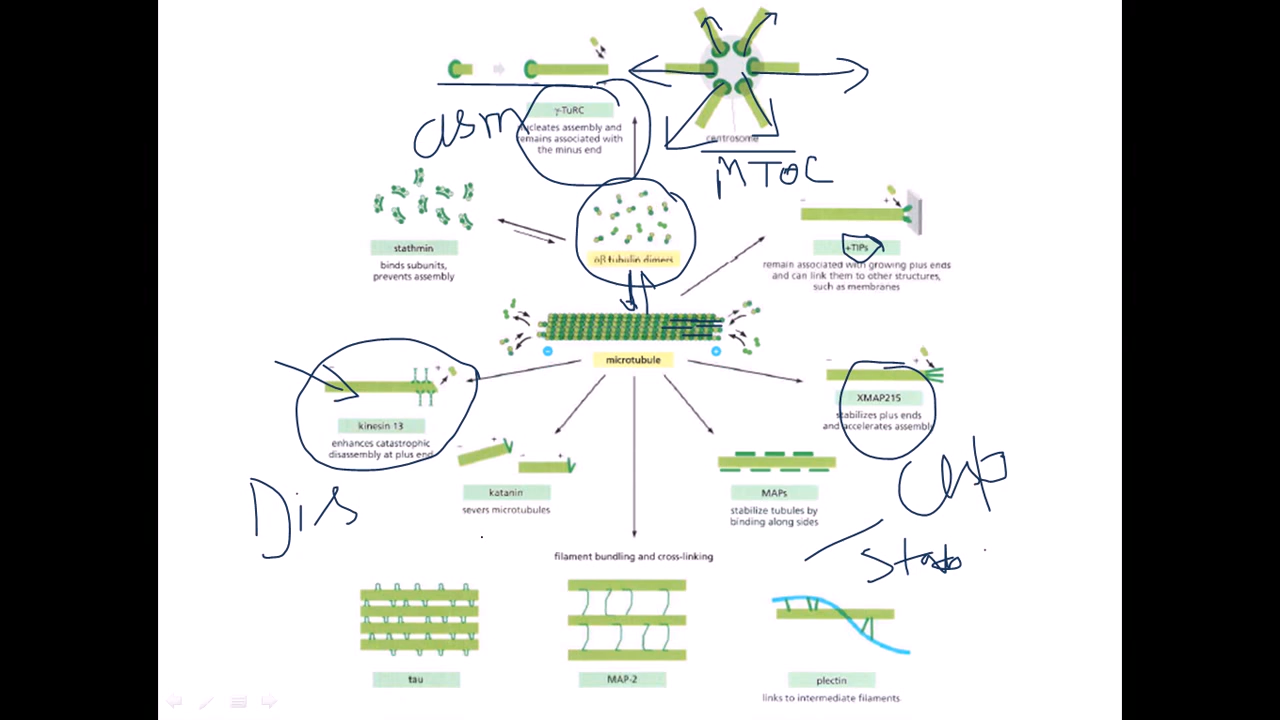 γ-TuRC
nucleates assembly and
remains associated with
the minus end
asm
centrosome
MTOC
stathmin
binds subunits,
prevents assembly
αβ tubulin dimers
− +
+TIPs
remain associated with growing plus ends
and can link them to other structures,
such as membranes
microtubule
− +
− +
kinesin 13
enhances catastrophic
disassembly at plus end
Dis
− +
XMAP215
stabilizes plus ends
and accelerates assembly
− +
− +
katanin
severs microtubules
MAPs
stabilize tubules by
binding along sides
filament bundling and cross-linking
tau
MAP-2
plectin
links to intermediate filaments